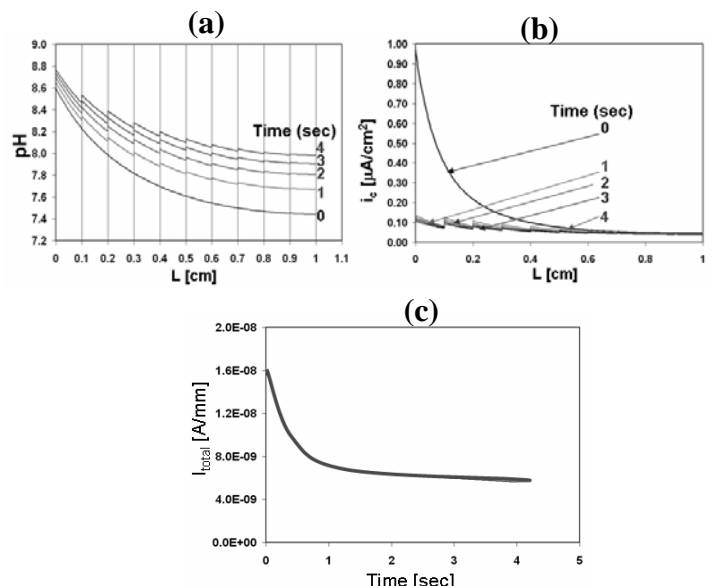 (a)
9.0
8.8
8.6
8.4
8.2
8.0
7.8
7.6
7.4
7.2
pH
Time (sec)
4
3
2
1
0
0 0.1 0.2 0.3 0.4 0.5 0.6 0.7 0.8 0.9 1.0 1.1
L [cm]
(b)
1.00
0.90
0.80
0.70
0.60
0.50
0.40
0.30
0.20
0.10
0.00
ic [µA/cm²]
Time (sec)
0
1
2
3
4
0 0.2 0.4 0.6 0.8 1
L [cm]
(c)
2.0E-08
1.6E-08
1.2E-08
8.0E-09
4.0E-09
0.0E+00
Itotal [A/mm]
0 1 2 3 4 5
Time [sec]